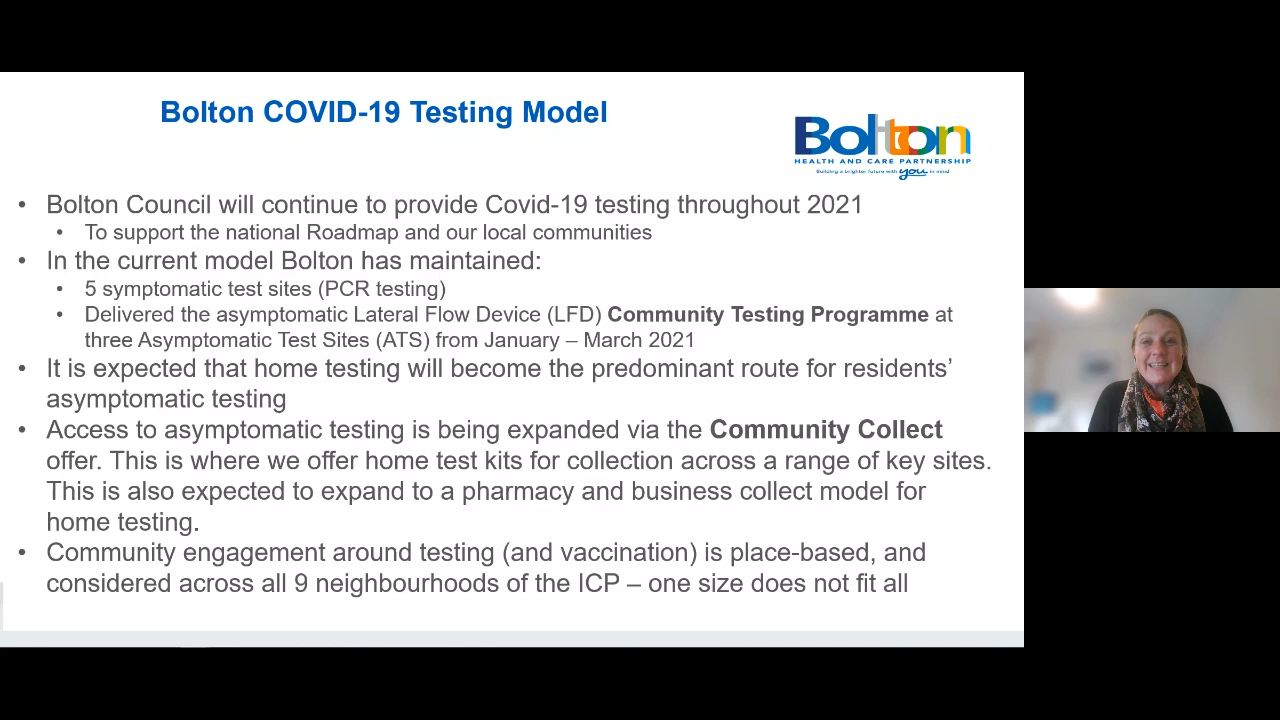 Bolton COVID-19 Testing Model
Bolton
HEALTH AND CARE PARTNERSHIP
Building a brighter future with you in mind
• Bolton Council will continue to provide Covid-19 testing throughout 2021
• To support the national Roadmap and our local communities
• In the current model Bolton has maintained:
• 5 symptomatic test sites (PCR testing)
• Delivered the asymptomatic Lateral Flow Device (LFD) Community Testing Programme at
three Asymptomatic Test Sites (ATS) from January – March 2021
• It is expected that home testing will become the predominant route for residents’
asymptomatic testing
• Access to asymptomatic testing is being expanded via the Community Collect
offer. This is where we offer home test kits for collection across a range of key sites.
This is also expected to expand to a pharmacy and business collect model for
home testing.
• Community engagement around testing (and vaccination) is place-based, and
considered across all 9 neighbourhoods of the ICP – one size does not fit all